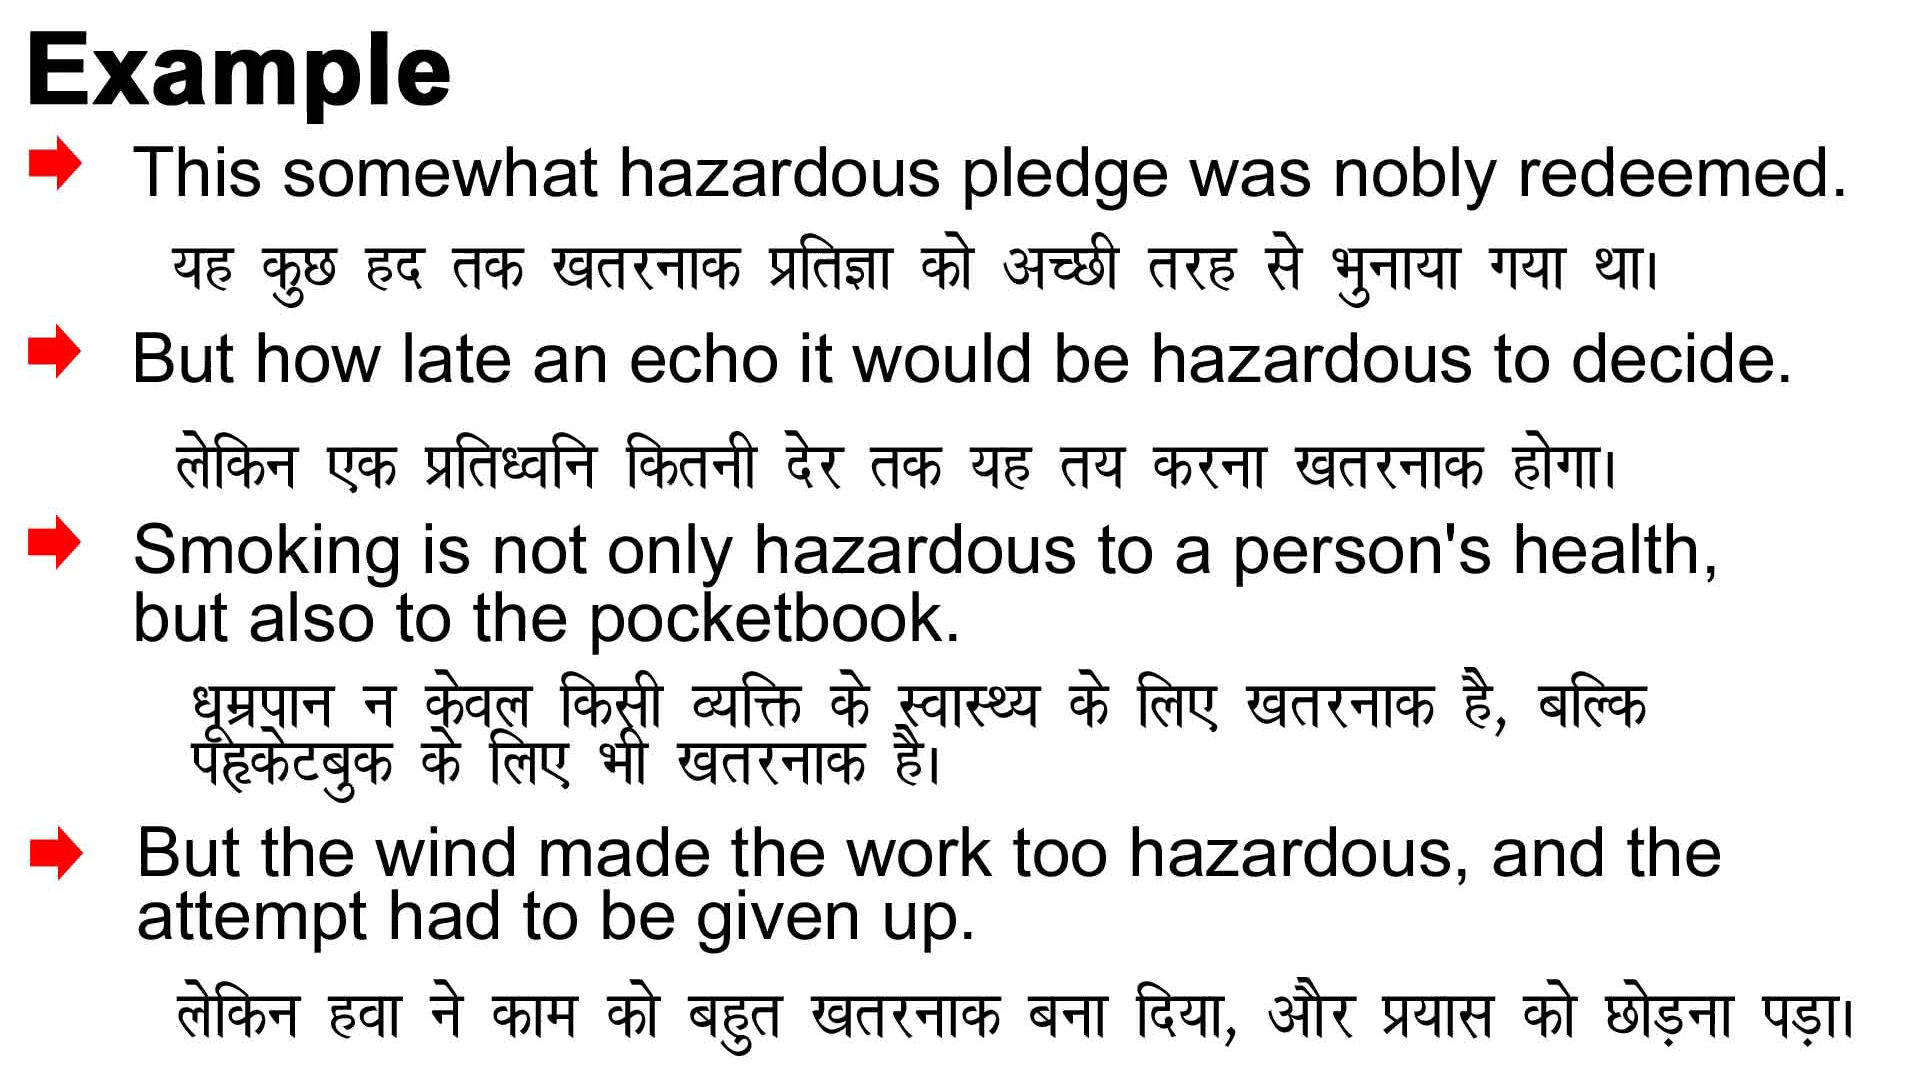 Example
This somewhat hazardous pledge was nobly redeemed.
यह कुछ हद तक खतरनाक प्रतिज्ञा को अच्छी तरह से भुनाया गया था।
But how late an echo it would be hazardous to decide.
लेकिन एक प्रतिध्वनि कितनी देर तक यह तय करना खतरनाक होगा।
Smoking is not only hazardous to a person's health,
but also to the pocketbook.
धूम्रपान न केवल किसी व्यक्ति के स्वास्थ्य के लिए खतरनाक है, बल्कि
पहृकेटबुक के लिए भी खतरनाक है।
But the wind made the work too hazardous, and the
attempt had to be given up.
लेकिन हवा ने काम को बहुत खतरनाक बना दिया, और प्रयास को छोड़ना पड़ा।